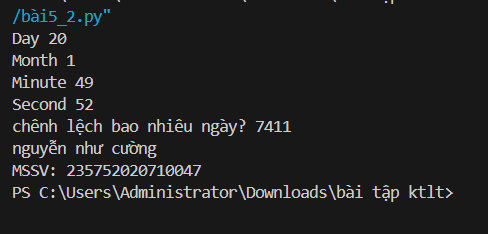 /bài5_2.py"
Day 20
Month 1
Minute 49
Second 52
chênh lệch bao nhiêu ngày? 7411
nguyễn như cường
MSSV: 235752020710047
PS C:\Users\Administrator\Downloads\bài tập ktlt>